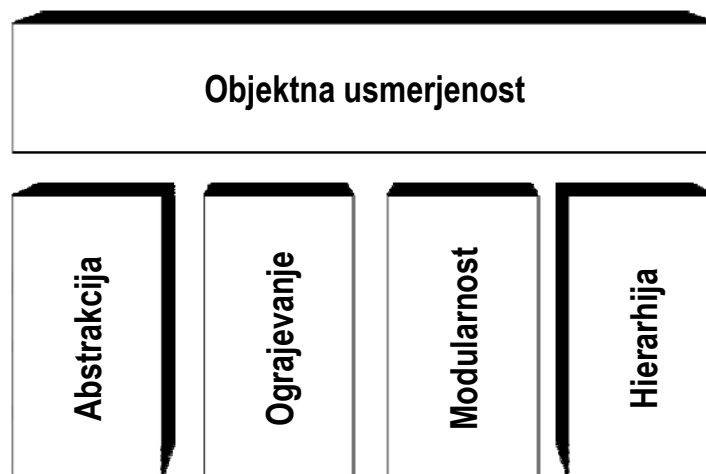 Objektna usmerjenost
Abstrakcija
Ograjevanje
Modularnost
Hierarhija